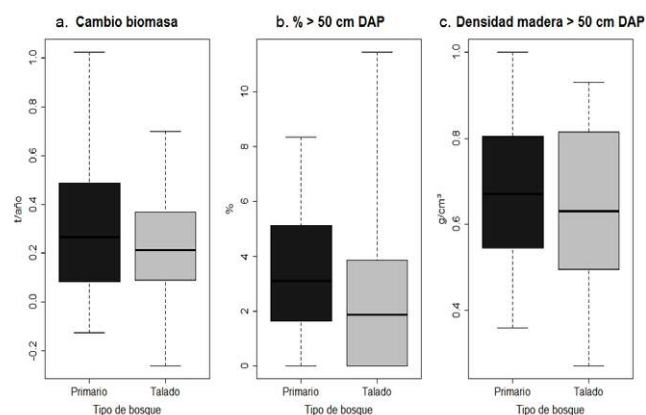 a. Cambio biomasa
t/año
1.0
0.8
0.6
0.4
0.2
0.0
-0.2
Primario Talado
Tipo de bosque
b. % > 50 cm DAP
%
10
8
6
4
2
0
Primario Talado
Tipo de bosque
c. Densidad madera > 50 cm DAP
g/cm³
1.0
0.8
0.6
0.4
Primario Talado
Tipo de bosque